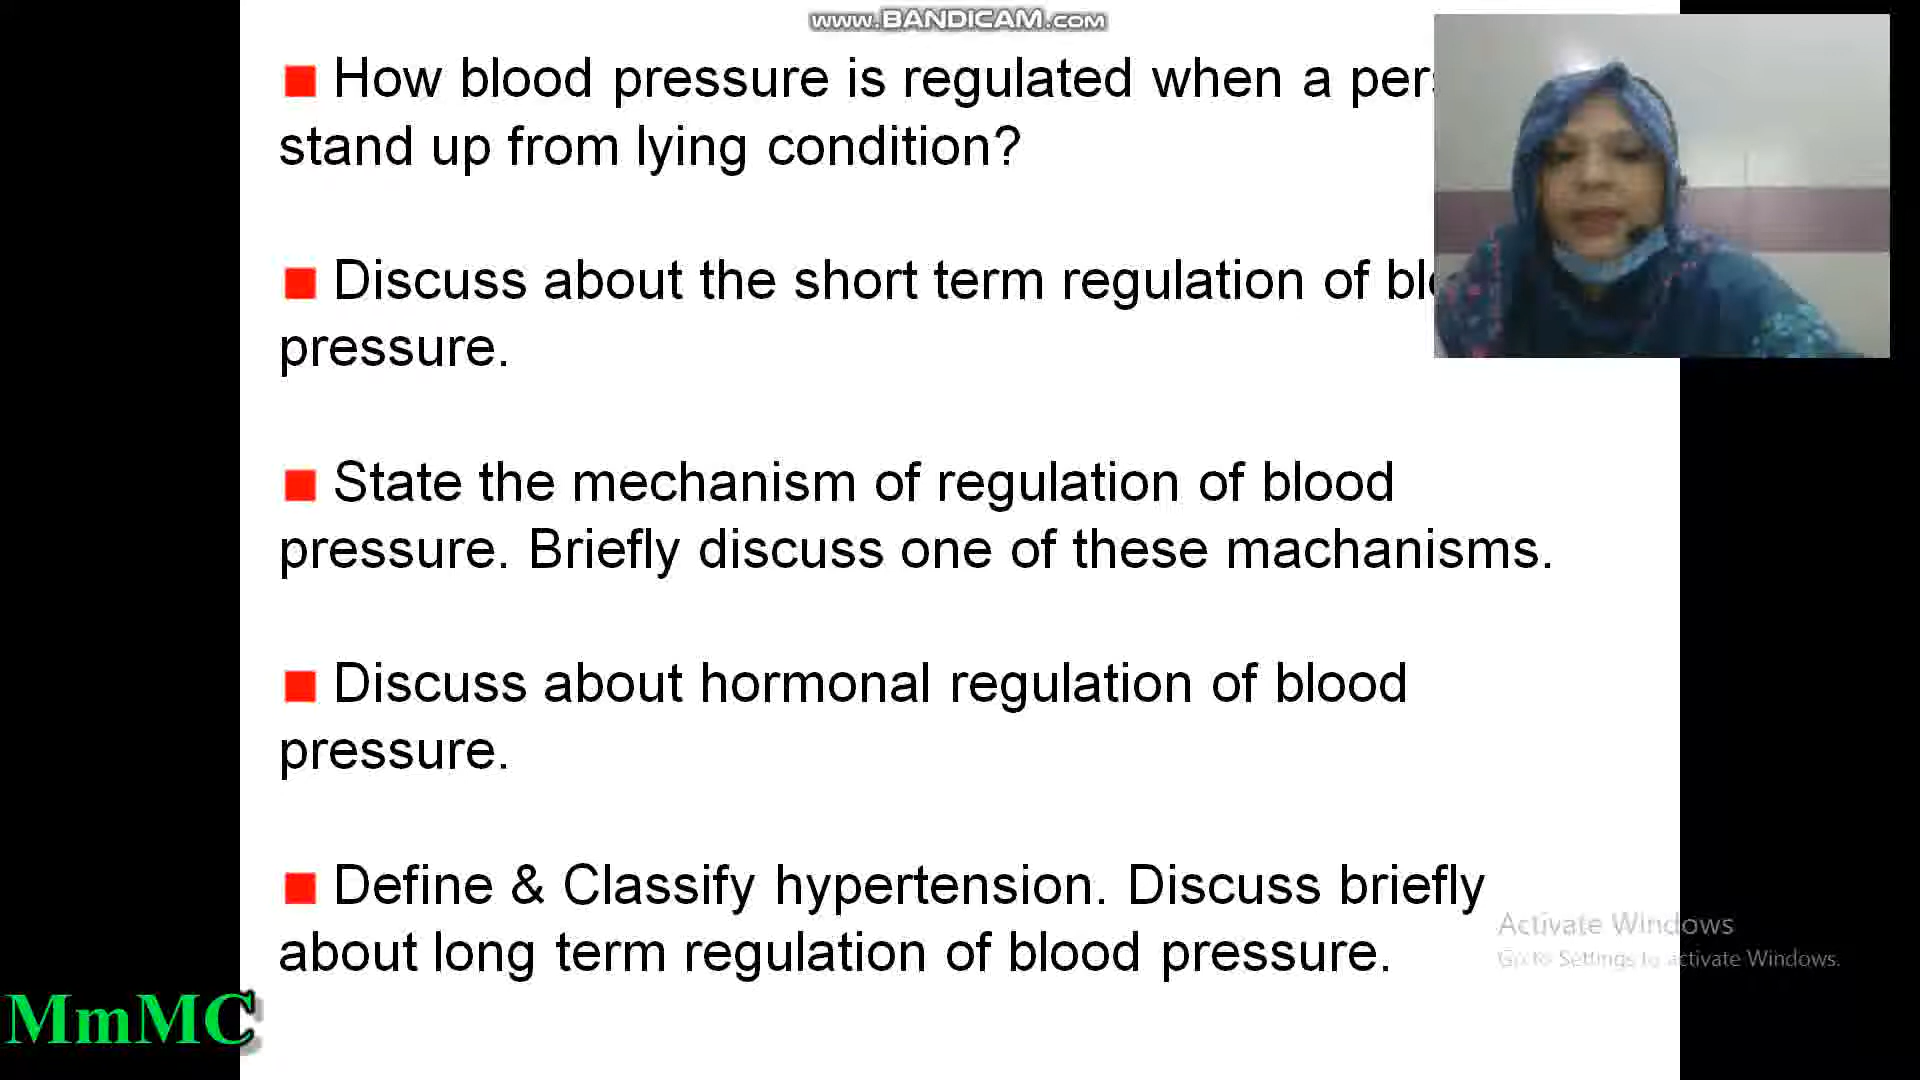 www.BANDICAM.com
How blood pressure is regulated when a
stand up from lying condition?
Discuss about the short term regulation of
pressure.
State the mechanism of regulation of blood
pressure. Briefly discuss one of these machanisms.
Discuss about hormonal regulation of blood
pressure.
Define & Classify hypertension. Discuss briefly
about long term regulation of blood pressure.
Activate Windows
Go to Settings to activate Windows.
MmMC